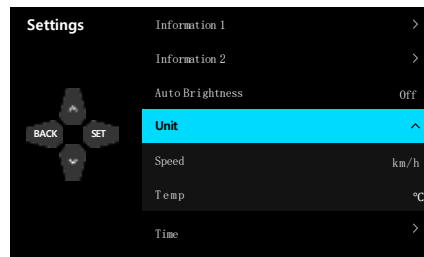 Settings
Information 1
Information 2
Auto Brightness Off
BACK SET
Unit
Speed km/h
Temp °C
Time